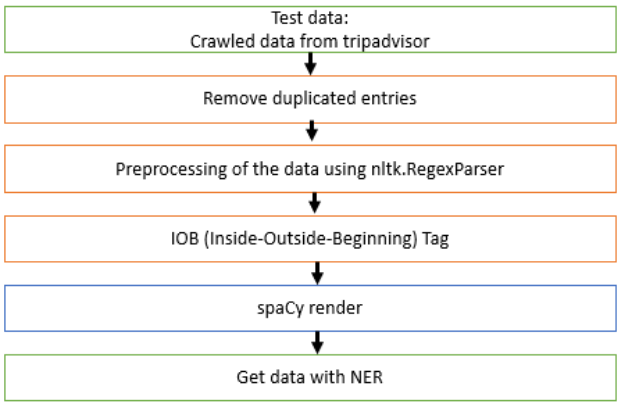 Test data:
Crawled data from tripadvisor
Remove duplicated entries
Preprocessing of the data using nltk.RegexParser
IOB (Inside-Outside-Beginning) Tag
spaCy render
Get data with NER